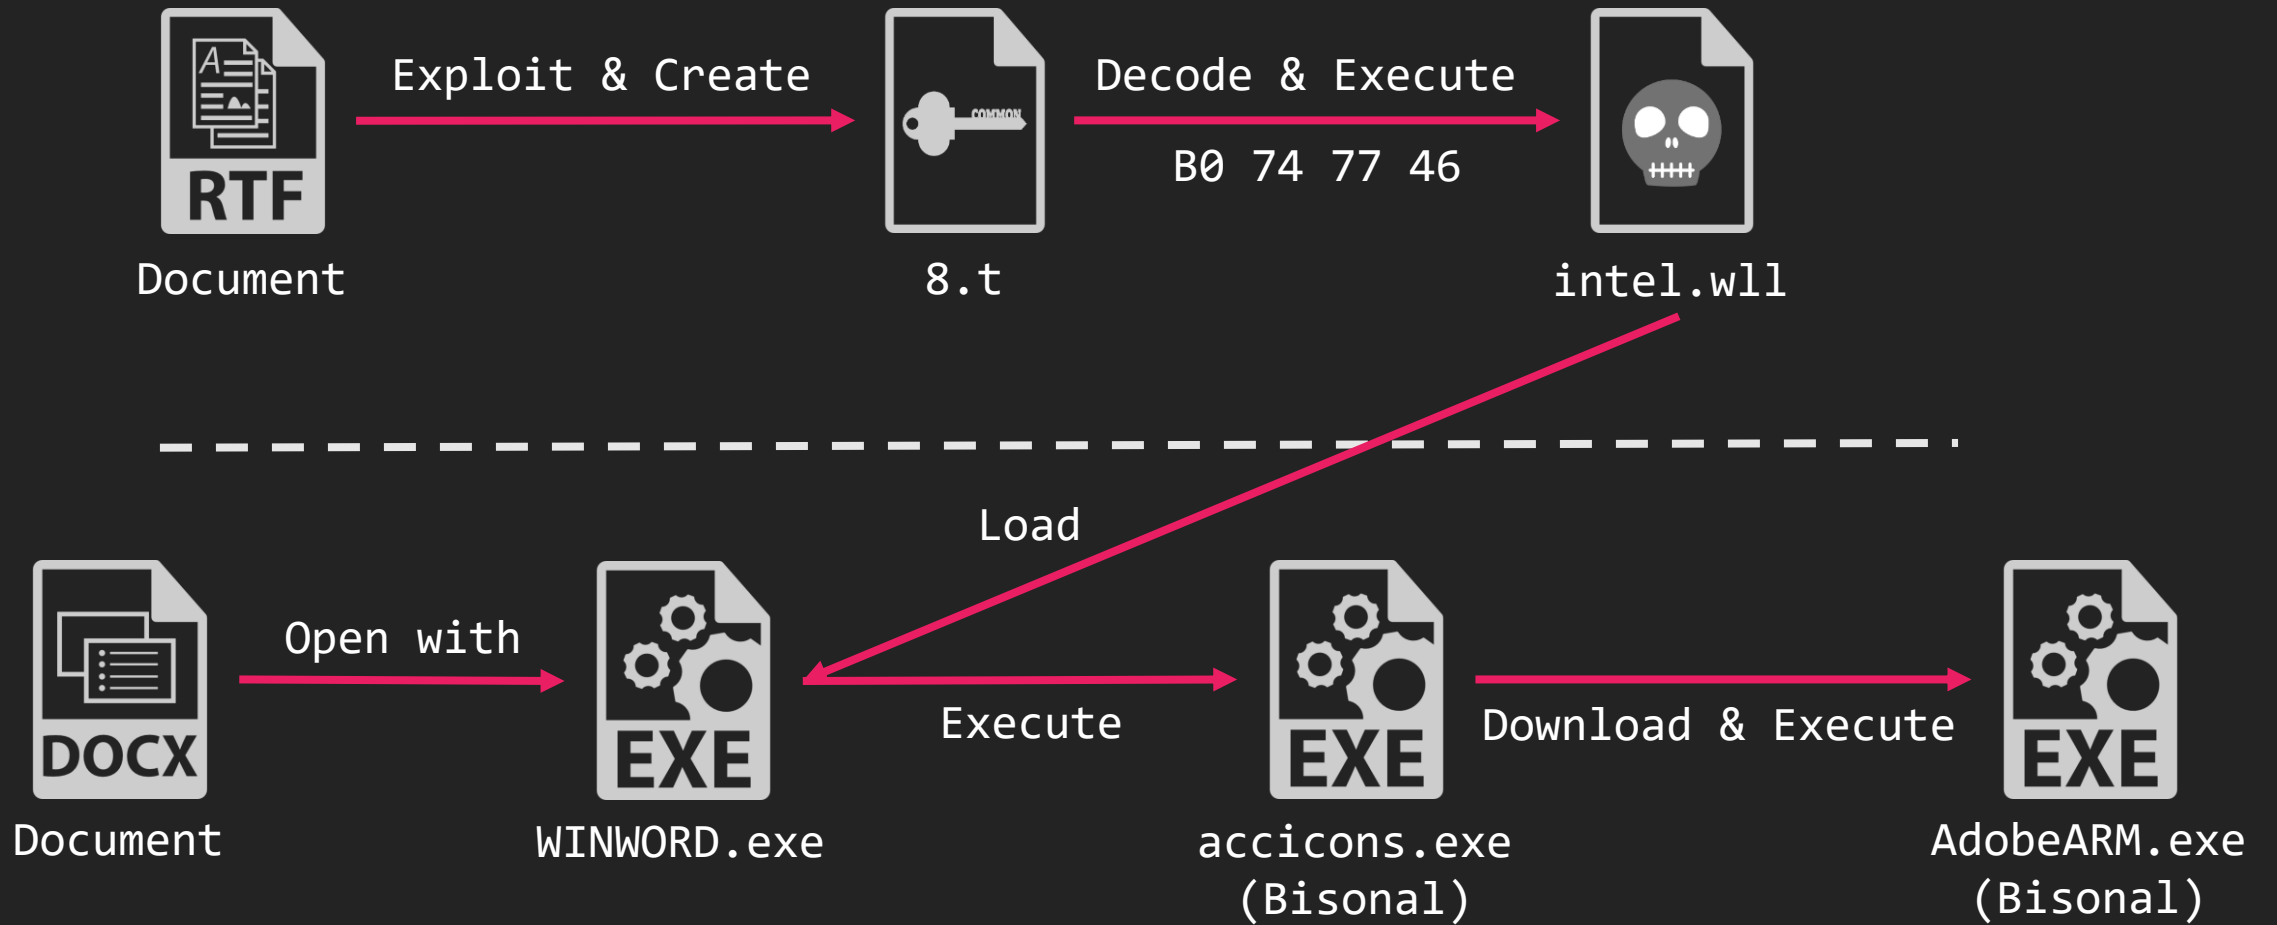 A
RTF
Document
Exploit & Create
COMMON
8.t
Decode & Execute
B0 74 77 46
intel.wll
Load
DOCX
Document
Open with
EXE
WINWORD.exe
Execute
EXE
accicons.exe
(Bisonal)
Download & Execute
EXE
AdobeARM.exe
(Bisonal)